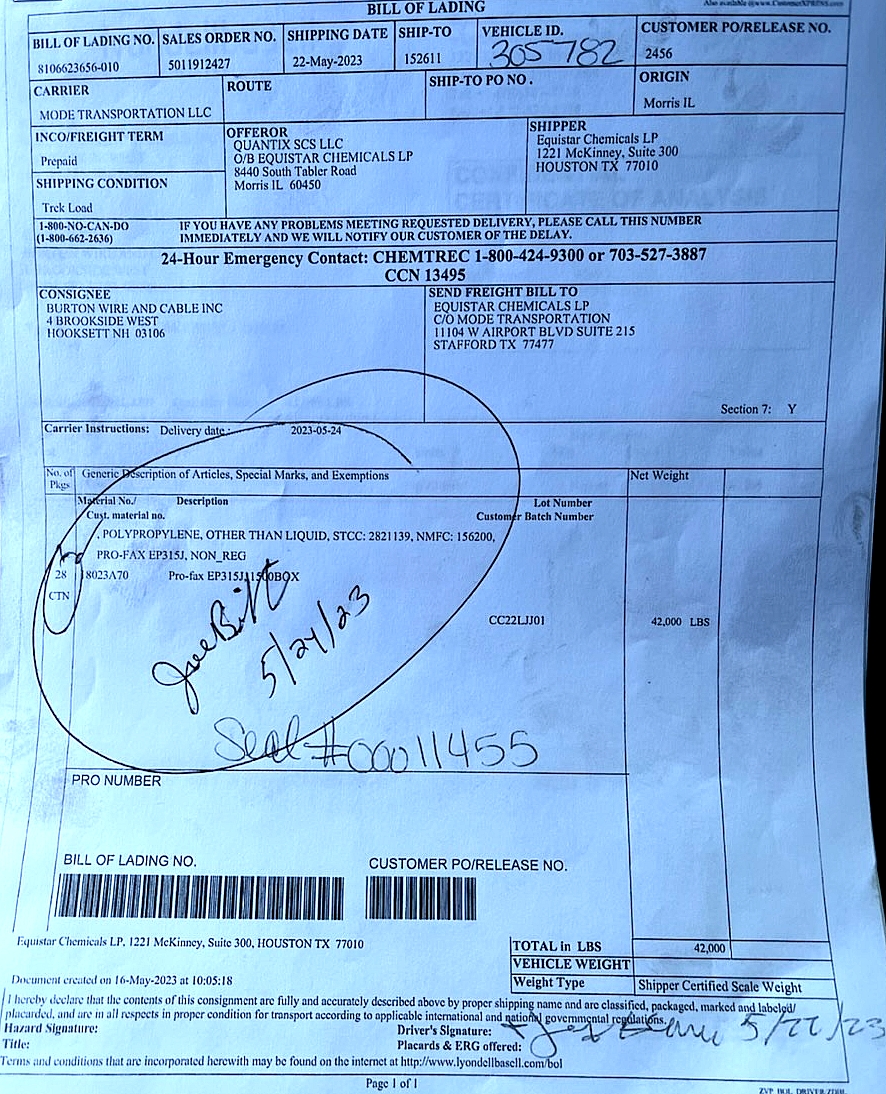 BILL OF LADING
BILL OF LADING NO. SALES ORDER NO. SHIPPING DATE SHIP-TO VEHICLE ID. CUSTOMER PO/RELEASE NO.
8106623656-010 5011912427 22-May-2023 152611 305782 2456
CARRIER ROUTE SHIP-TO PO NO. ORIGIN
MODE TRANSPORTATION LLC Morris IL
INCO/FREIGHT TERM OFFEROR SHIPPER
Prepaid QUANTIX SCS LLC Equistar Chemicals LP
O/B EQUISTAR CHEMICALS LP 1221 McKinney, Suite 300
8440 South Tabler Road HOUSTON TX 77010
SHIPPING CONDITION Morris IL 60450
Trck Load
1-800-NO-CAN-DO IF YOU HAVE ANY PROBLEMS MEETING REQUESTED DELIVERY, PLEASE CALL THIS NUMBER
(1-800-662-2636) IMMEDIATELY AND WE WILL NOTIFY OUR CUSTOMER OF THE DELAY.
24-Hour Emergency Contact: CHEMTREC 1-800-424-9300 or 703-527-3887
CCN 13495
CONSIGNEE SEND FREIGHT BILL TO
BURTON WIRE AND CABLE INC EQUISTAR CHEMICALS LP
4 BROOKSIDE WEST C/O MODE TRANSPORTATION
HOOKSETT NH 03106 11104 W AIRPORT BLVD SUITE 215
STAFFORD TX 77477
Section 7: Y
Carrier Instructions: Delivery date: 2023-05-24
No. of Pkgs Generic Description of Articles, Special Marks, and Exemptions Net Weight
Material No./ Description Lot Number
Cust. material no. Customer Batch Number
, POLYPROPYLENE, OTHER THAN LIQUID, STCC: 2821139, NMFC: 156200,
PRO-FAX EP315J, NON_REG
28 8023A70 Pro-fax EP315J,1500BOX
CTN
CC22LJJ01 42,000 LBS
5/24/23
Seal #00011455
PRO NUMBER
BILL OF LADING NO. CUSTOMER PO/RELEASE NO.
Equistar Chemicals LP, 1221 McKinney, Suite 300, HOUSTON TX 77010
TOTAL in LBS 42,000
VEHICLE WEIGHT
Weight Type Shipper Certified Scale Weight
Document created on 16-May-2023 at 10:05:18
I hereby declare that the contents of this consignment are fully and accurately described above by proper shipping name and are classified, packaged, marked and labeled/
placarded, and are in all respects in proper condition for transport according to applicable international and national governmental regulations.
Hazard Signature: Driver's Signature: 5/22/23
Title: Placards & ERG offered:
Terms and conditions that are incorporated herewith may be found on the internet at http://www.lyondellbasell.com/bol
Page 1 of 1